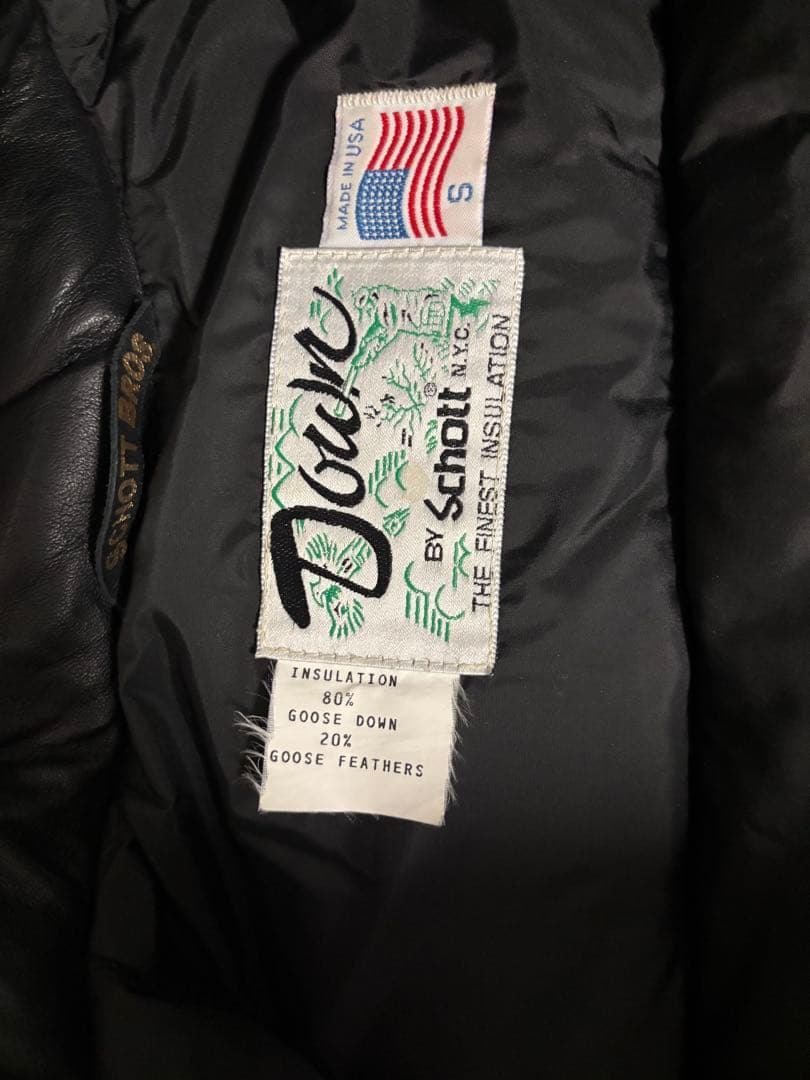 MADE IN USA
S
Down
BY Schott® N.Y.C.
THE FINEST INSULATION
SCHOTT BROS
INSULATION
80%
GOOSE DOWN
20%
GOOSE FEATHERS